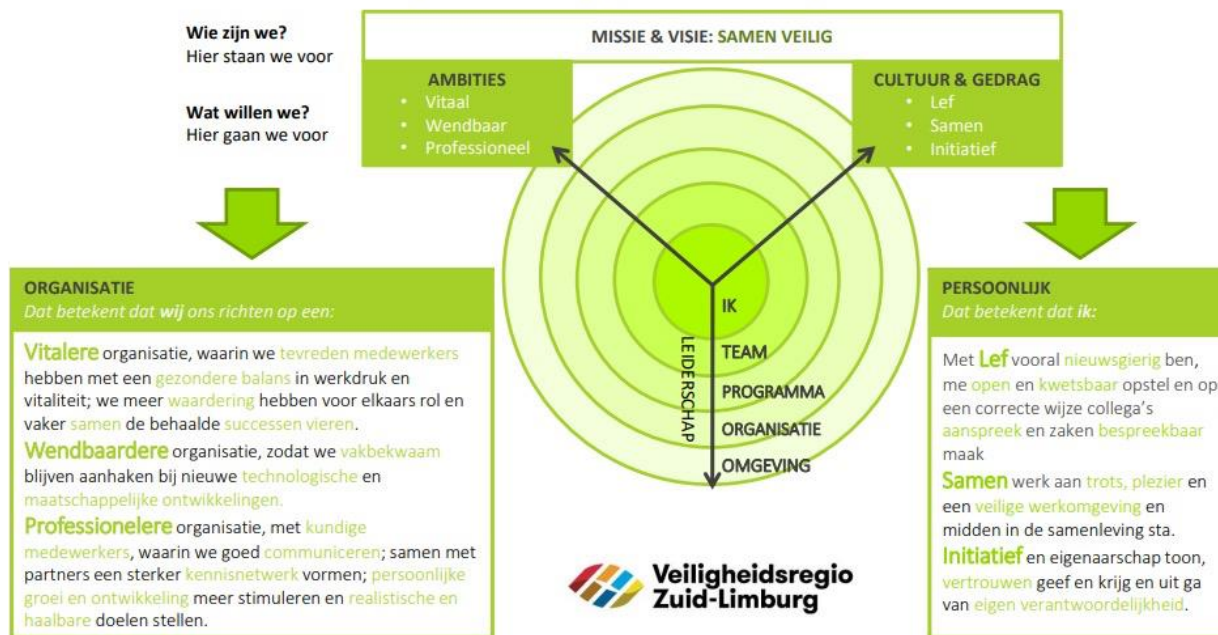 Wie zijn we?
Hier staan we voor
Wat willen we?
Hier gaan we voor
MISSIE & VISIE: SAMEN VEILIG
AMBITIES
• Vitaal
• Wendbaar
• Professioneel
CULTUUR & GEDRAG
• Lef
• Samen
• Initiatief
ORGANISATIE
Dat betekent dat wij ons richten op een:
Vitalere organisatie, waarin we tevreden medewerkers
hebben met een gezondere balans in werkdruk en
vitaliteit; we meer waardering hebben voor elkaars rol en
vaker samen de behaalde successen vieren.
Wendbaardere organisatie, zodat we vakbekwaam
blijven aanhaken bij nieuwe technologische en
maatschappelijke ontwikkelingen.
Professionelere organisatie, met kundige
medewerkers, waarin we goed communiceren; samen met
partners een sterker kennisnetwerk vormen; persoonlijke
groei en ontwikkeling meer stimuleren en realistische en
haalbare doelen stellen.
LEIDERSCHAP
IK
TEAM
PROGRAMMA
ORGANISATIE
OMGEVING
Veiligheidsregio
Zuid-Limburg
PERSOONLIJK
Dat betekent dat ik:
Met Lef vooral nieuwsgierig ben,
me open en kwetsbaar opstel en op
een correcte wijze collega's
aanspreek en zaken bespreekbaar
maak
Samen werk aan trots, plezier en
een veilige werkomgeving en
midden in de samenleving sta.
Initiatief en eigenaarschap toon,
vertrouwen geef en krijg en uit ga
van eigen verantwoordelijkheid.